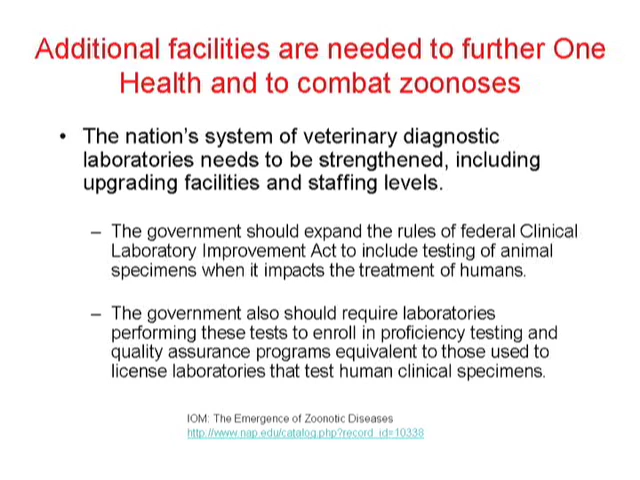 Additional facilities are needed to further One
Health and to combat zoonoses
• The nation's system of veterinary diagnostic
laboratories needs to be strengthened, including
upgrading facilities and staffing levels.
– The government should expand the rules of federal Clinical
Laboratory Improvement Act to include testing of animal
specimens when it impacts the treatment of humans.
– The government also should require laboratories
performing these tests to enroll in proficiency testing and
quality assurance programs equivalent to those used to
license laboratories that test human clinical specimens.
IOM: The Emergence of Zoonotic Diseases
http://www.nap.edu/catalog.php?record_id=10338